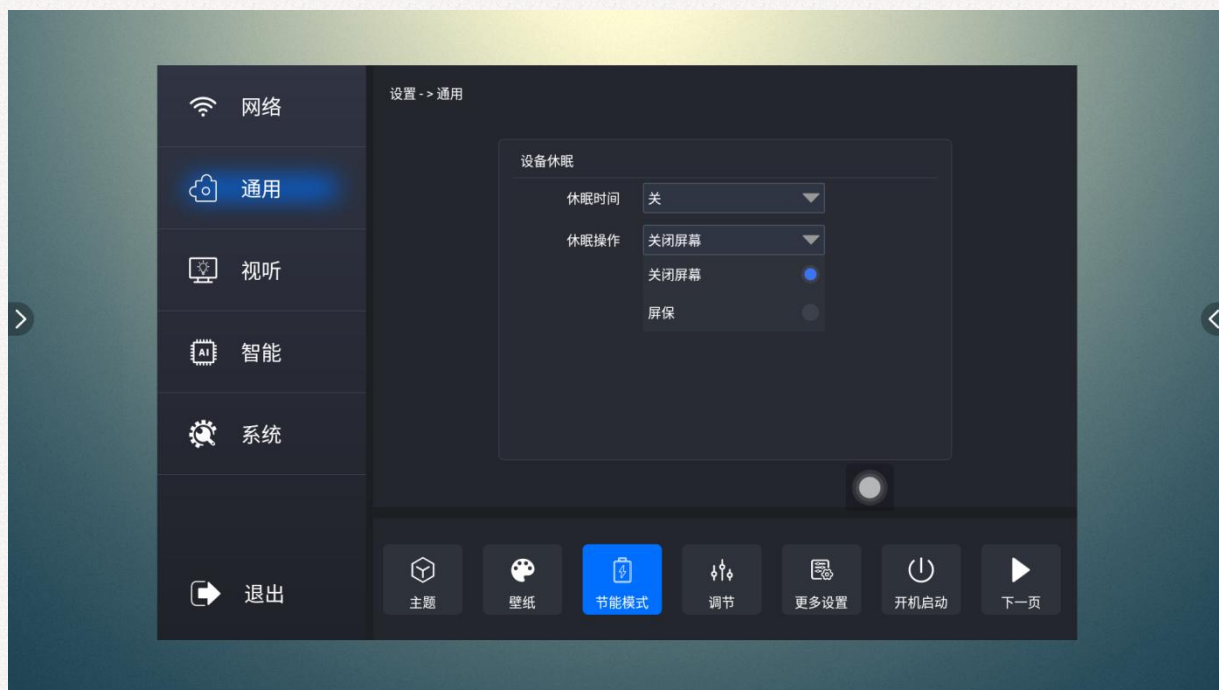 网络
通用
视听
AI
智能
系统
退出
设置 - > 通用
设备休眠
休眠时间 关
休眠操作 关闭屏幕
关闭屏幕
屏保
主题
壁纸
节能模式
调节
更多设置
开机启动
下一页